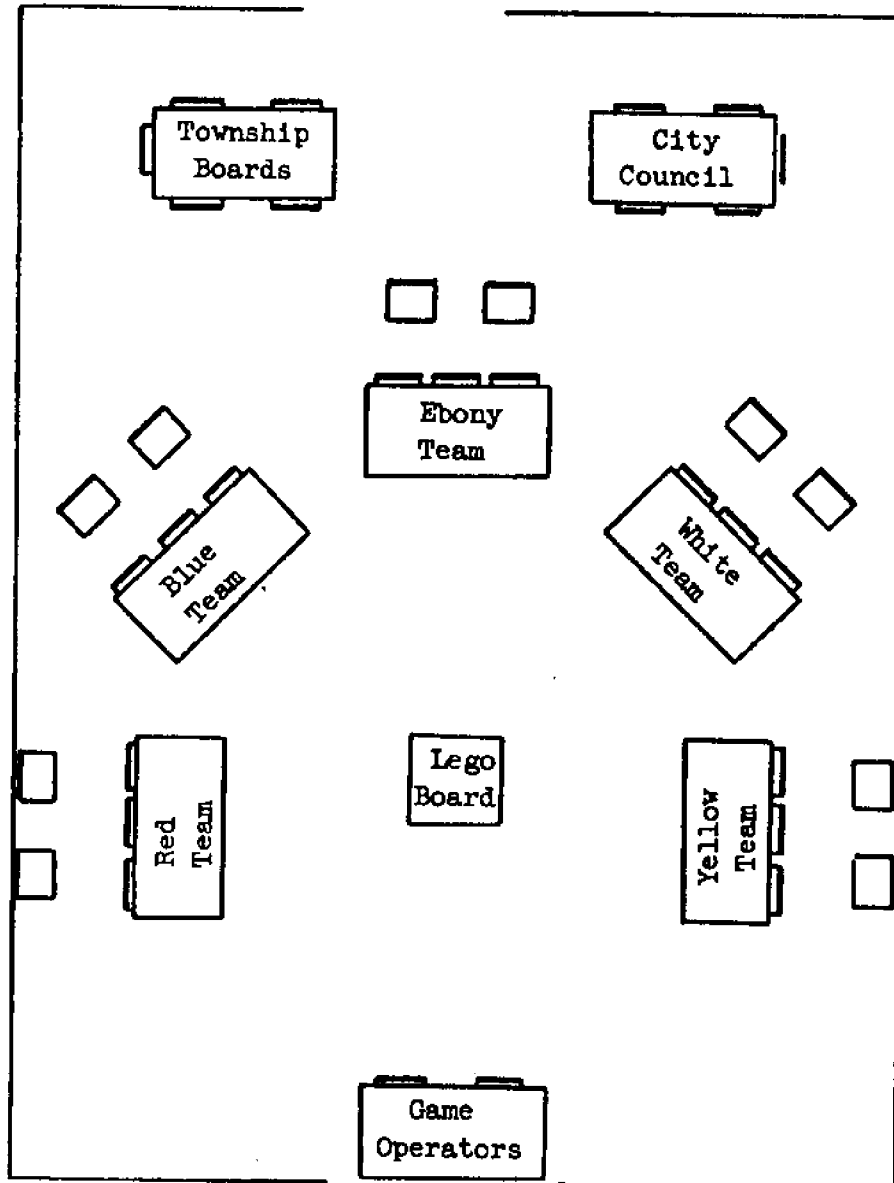 Township
Boards
City
Council
Ebony
Team
Blue
Team
White
Team
Red
Team
Lego
Board
Yellow
Team
Game
Operators